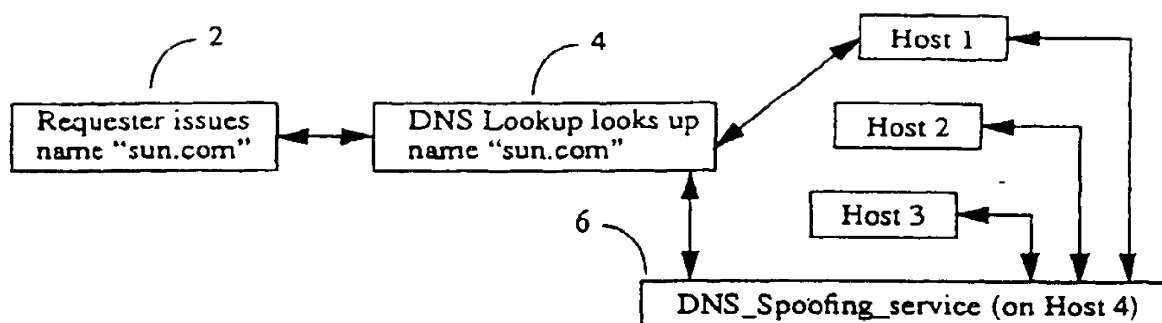 2
4
Host 1
Requester issues
name "sun.com"
DNS Lookup looks up
name "sun.com"
Host 2
Host 3
6
DNS_Spoofing_service (on Host 4)